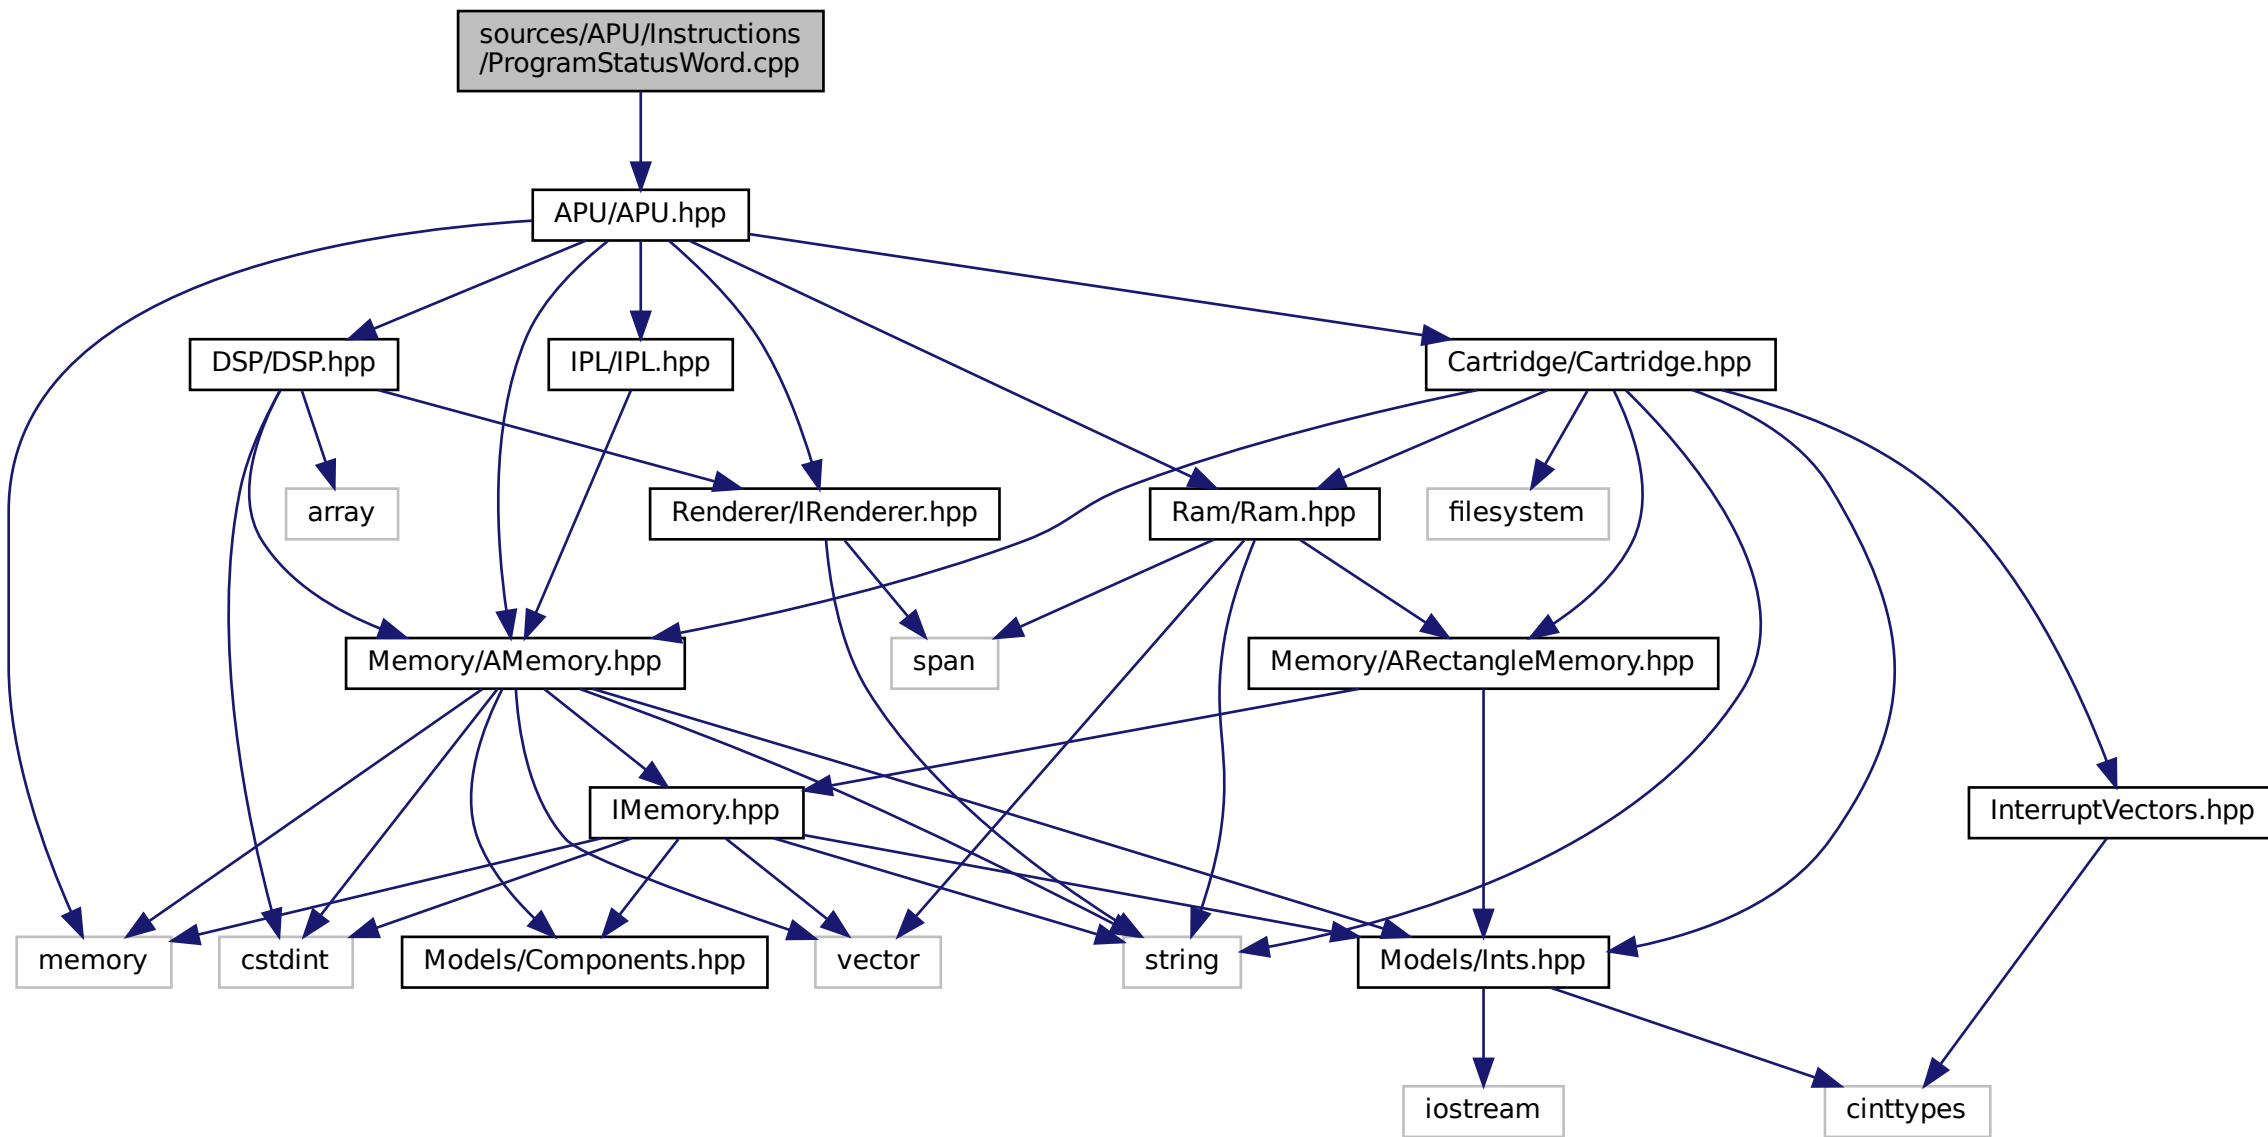 sources/APU/Instructions
/ProgramStatusWord.cpp
APU/APU.hpp
DSP/DSP.hpp
IPL/IPL.hpp
Cartridge/Cartridge.hpp
array
Renderer/IRenderer.hpp
Ram/Ram.hpp
filesystem
Memory/AMemory.hpp
span
Memory/ARectangleMemory.hpp
IMemory.hpp
InterruptVectors.hpp
memory
cstdint
Models/Components.hpp
vector
string
Models/Ints.hpp
iostream
cinttypes